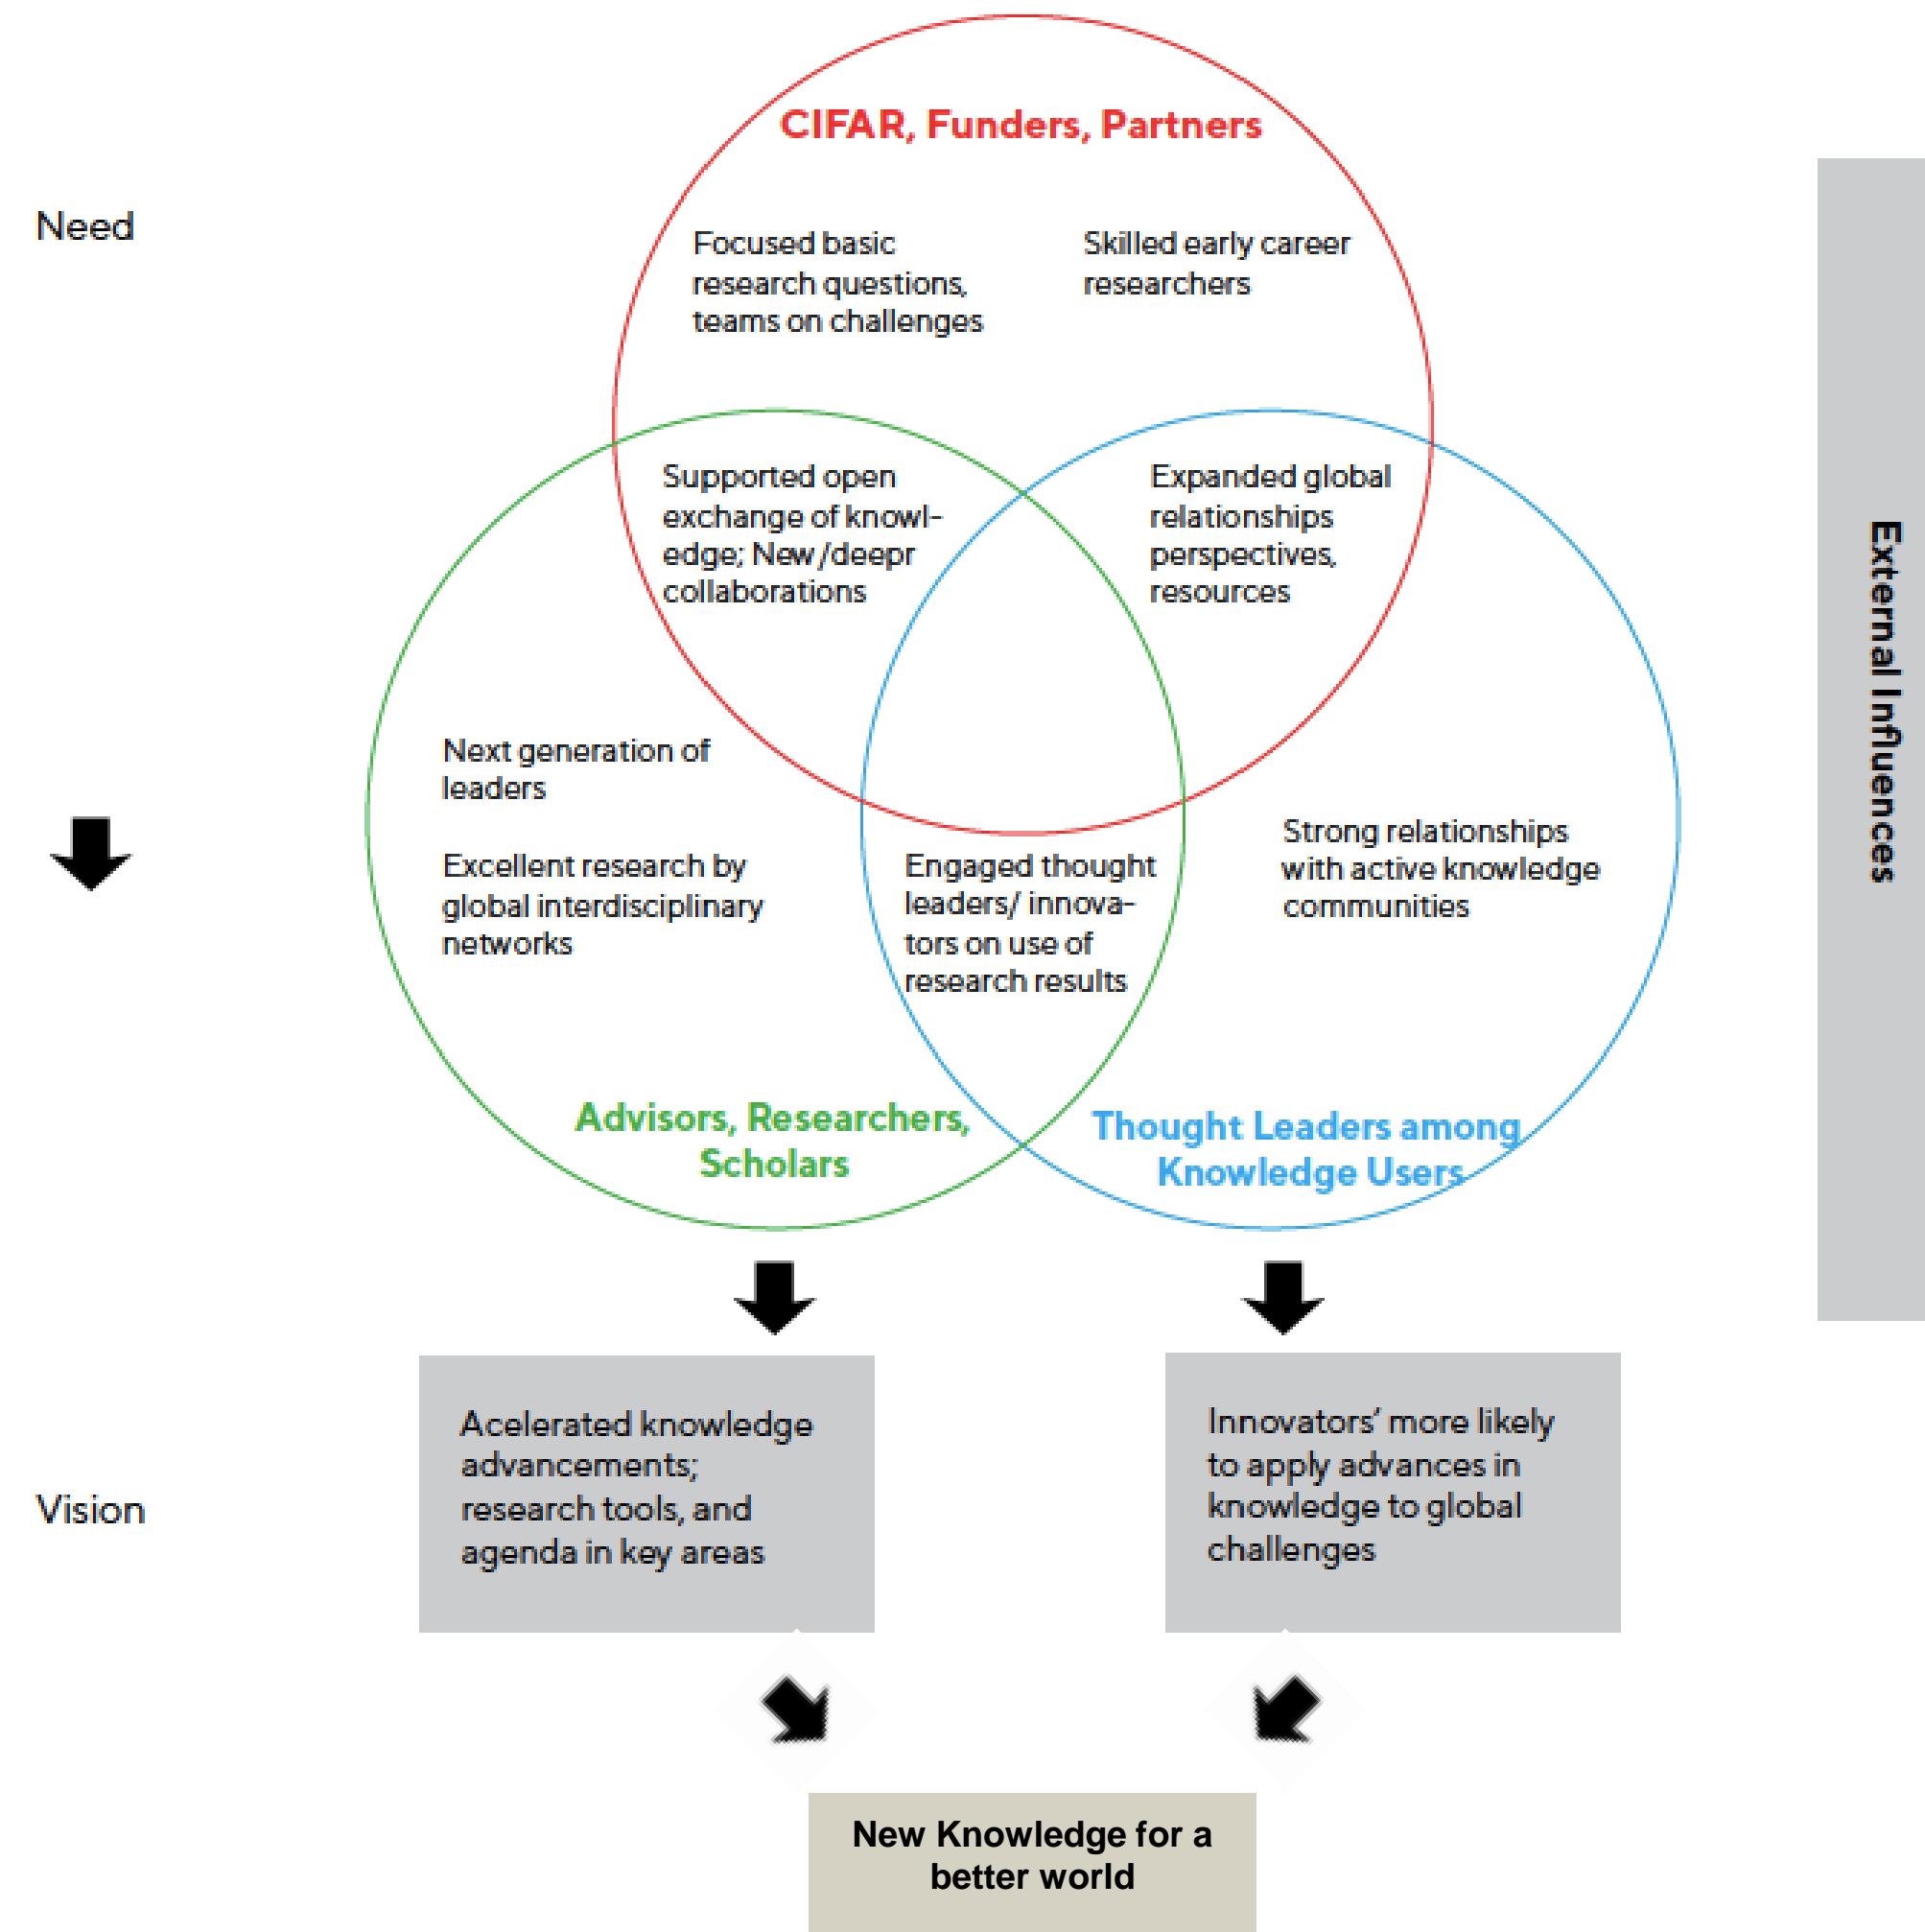 CIFAR, Funders, Partners
Need
Focused basic
research questions,
teams on challenges
Skilled early career
researchers
Supported open
exchange of knowl-
edge; New/deepr
collaborations
Expanded global
relationships
perspectives,
resources
External Influences
Next generation of
leaders
Excellent research by
global interdisciplinary
networks
Engaged thought
leaders/ innova-
tors on use of
research results
Strong relationships
with active knowledge
communities
Advisors, Researchers,
Scholars
Thought Leaders among
Knowledge Users
Vision
Acelerated knowledge
advancements;
research tools, and
agenda in key areas
Innovators’ more likely
to apply advances in
knowledge to global
challenges
New Knowledge for a
better world